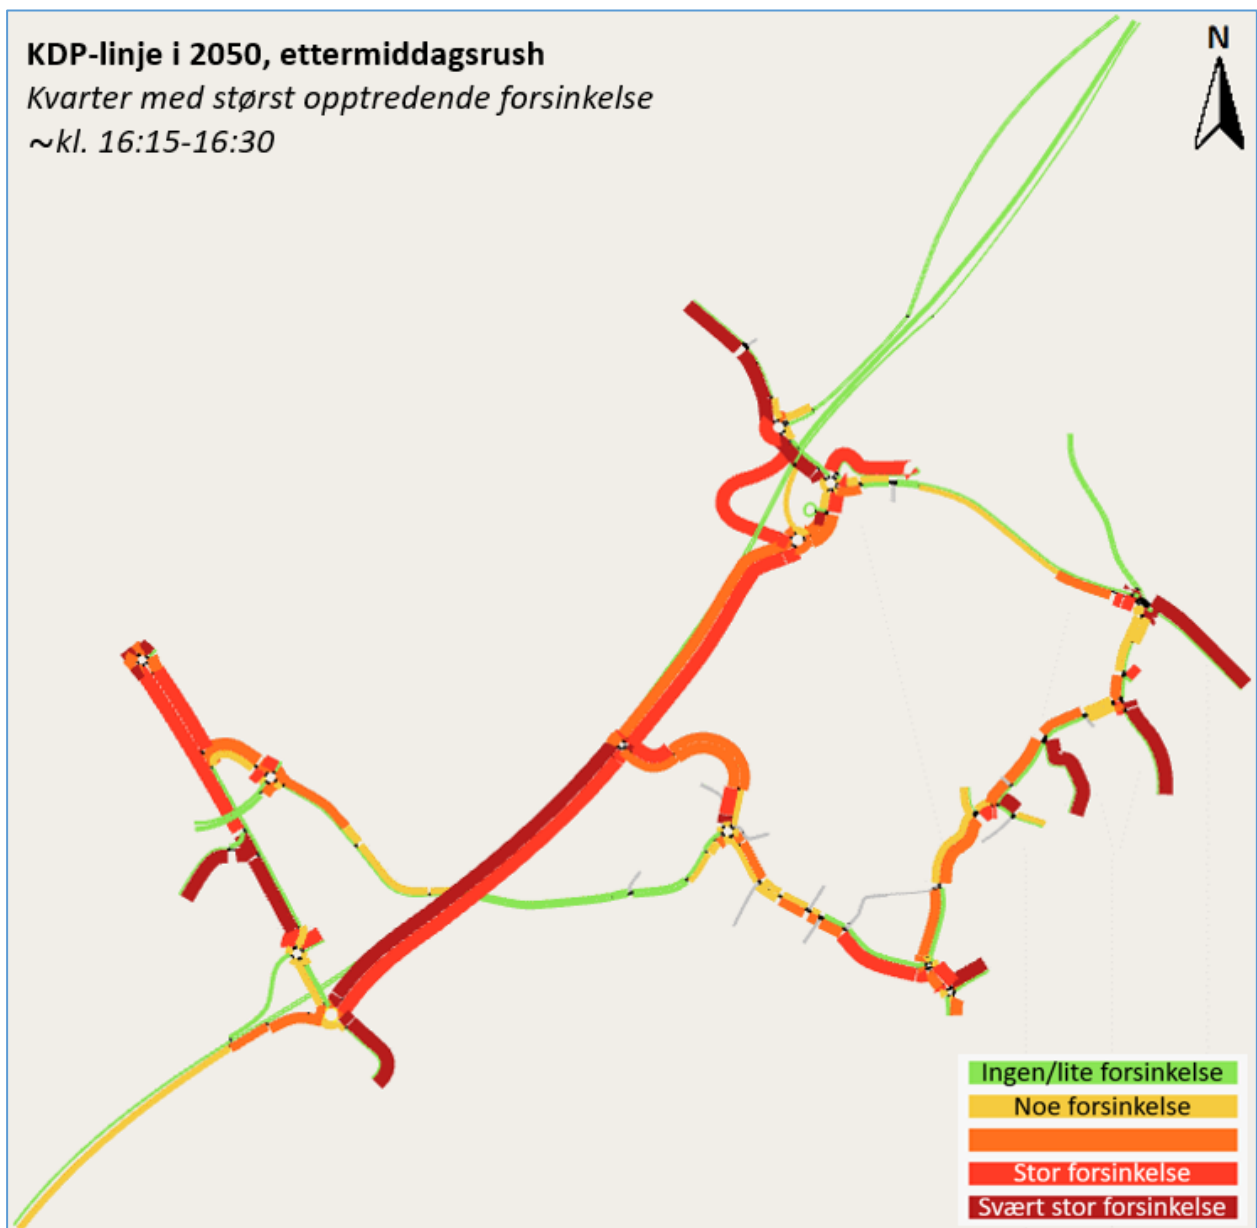 KDP-linje i 2050, ettermiddagsrush
Kvarter med størst opptredende forsinkelse
~kl. 16:15-16:30
N
Ingen/lite forsinkelse
Noe forsinkelse
Stor forsinkelse
Svært stor forsinkelse